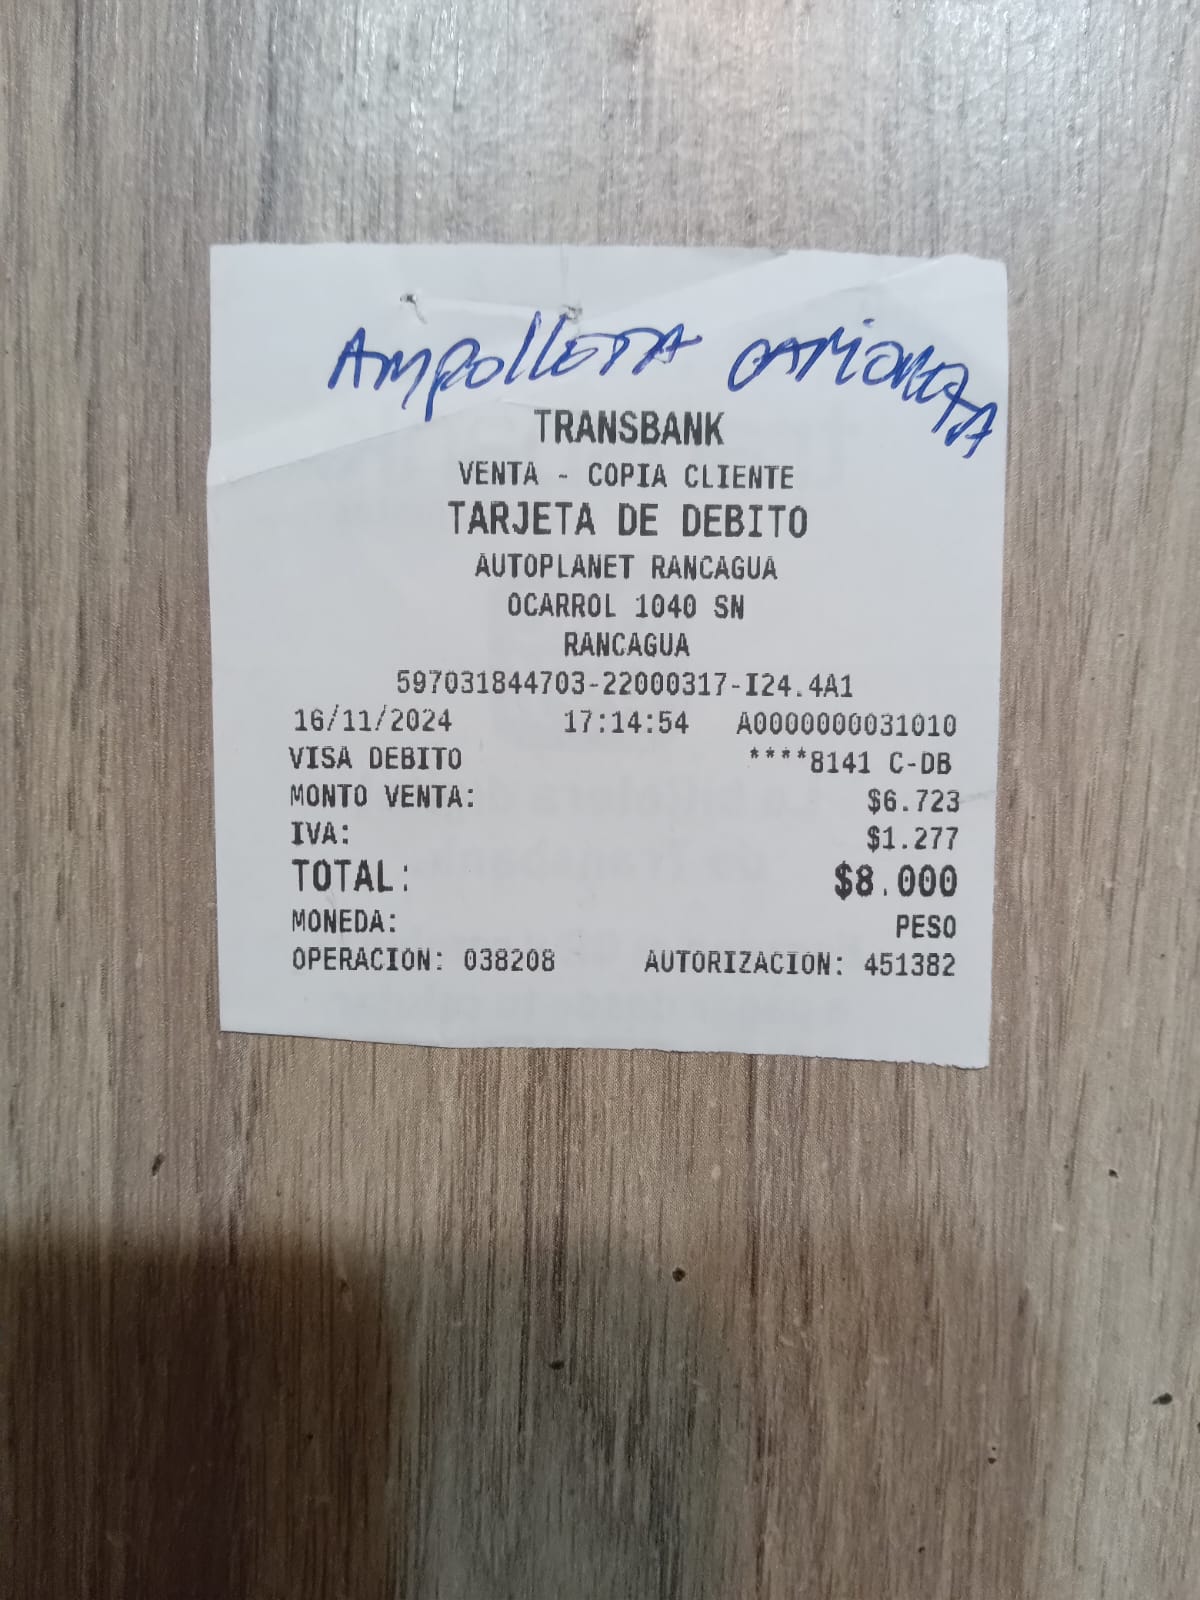 AMPOLLETA CAMIONETA
TRANSBANK
VENTA - COPIA CLIENTE
TARJETA DE DEBITO
AUTOPLANET RANCAGUA
OCARROL 1040 SN
RANCAGUA
597031844703-22000317-I24.4A1
16/11/2024 17:14:54 A0000000031010
VISA DEBITO ****8141 C-DB
MONTO VENTA: $6.723
IVA: $1.277
TOTAL: $8.000
MONEDA: PESO
OPERACION: 038208 AUTORIZACION: 451382